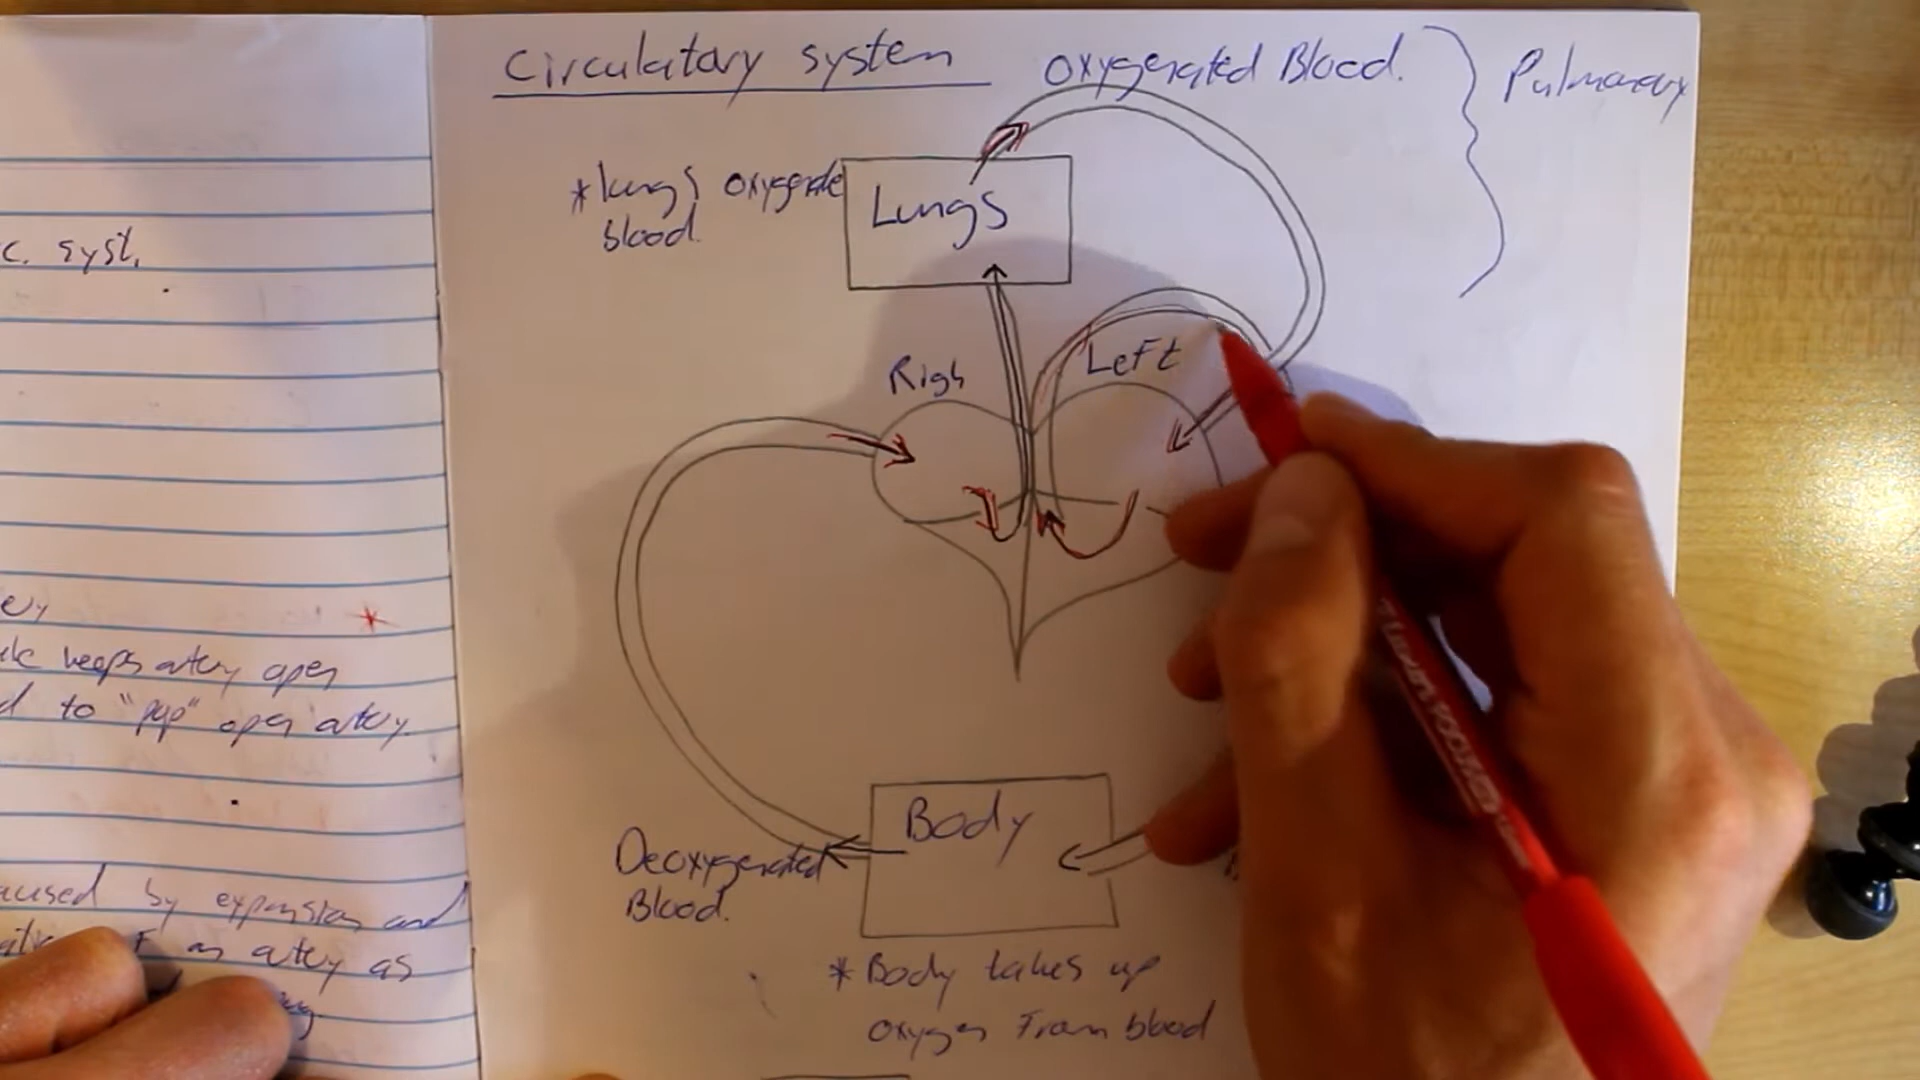 Circulatory system
Oxygenated Blood.
Pulmonary
*lungs oxygenate
blood.
Lungs
Righ
Left
c. syst.
keeps artery open
d to "pop" open artery.
Body
Deoxygenated
Blood.
aused by expansion and
artery as
* Body takes up
oxygen From blood